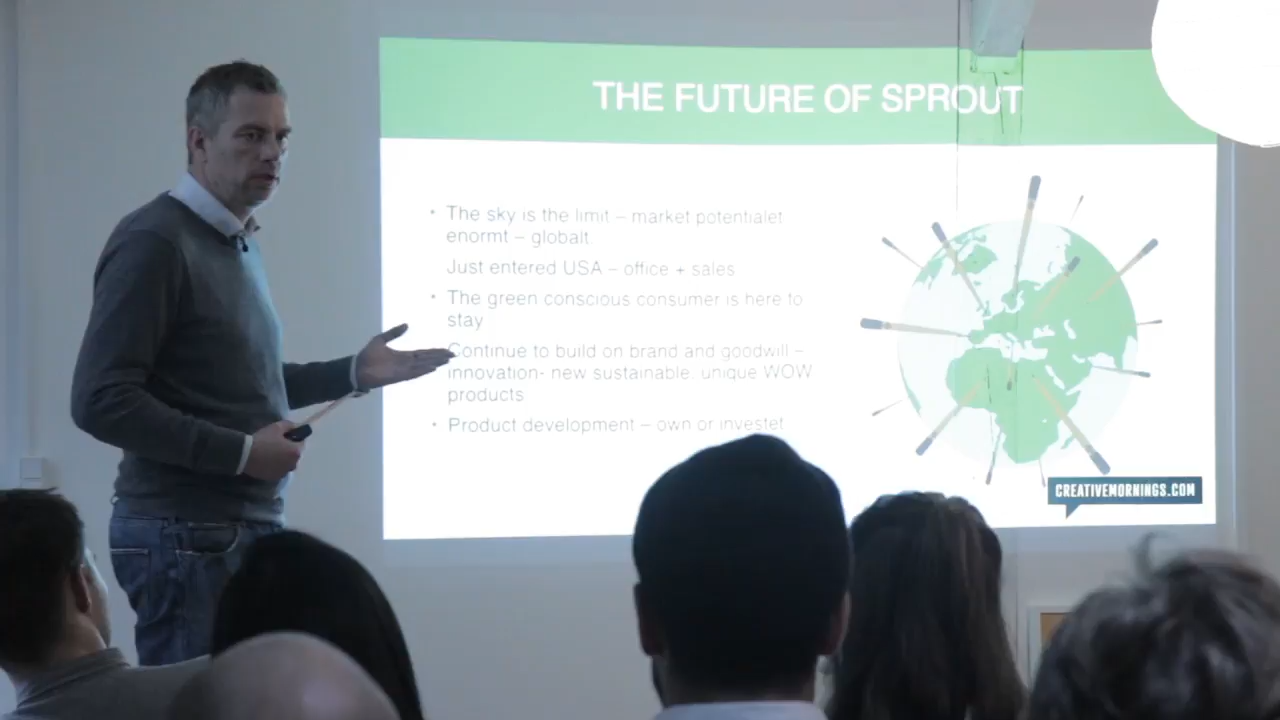 THE FUTURE OF SPROUT
• The sky is the limit – market potentialet
enormt – globalt
Just entered USA – office + sales
• The green conscious consumer is here to
stay
Continue to build on brand and goodwill –
innovation- new sustainable, unique WOW
products
• Product development – own or investet
CREATIVEMORNINGS.COM